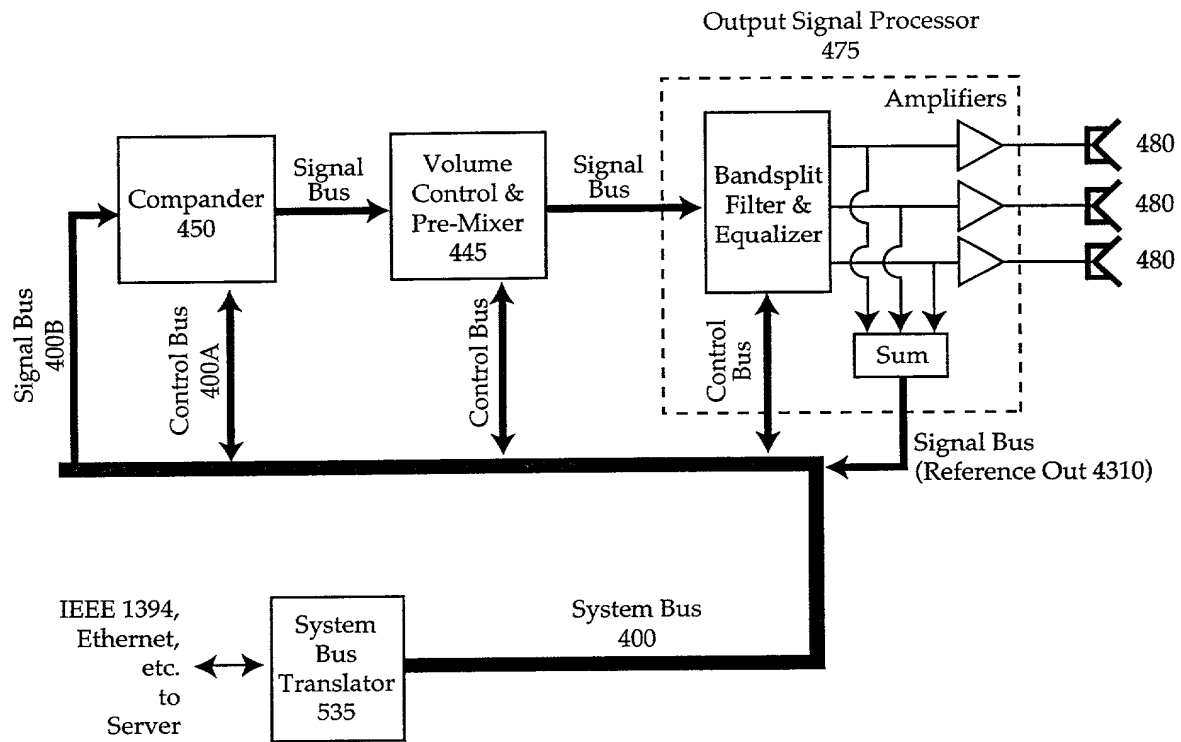 Output Signal Processor
475
Amplifiers
480
480
480
Compander
450
Signal
Bus
Volume
Control &
Pre-Mixer
445
Signal
Bus
Bandsplit
Filter &
Equalizer
Sum
Signal Bus
400B
Control Bus
400A
Control Bus
Control
Bus
Signal Bus
(Reference Out 4310)
IEEE 1394,
Ethernet,
etc.
to
Server
System
Bus
Translator
535
System Bus
400